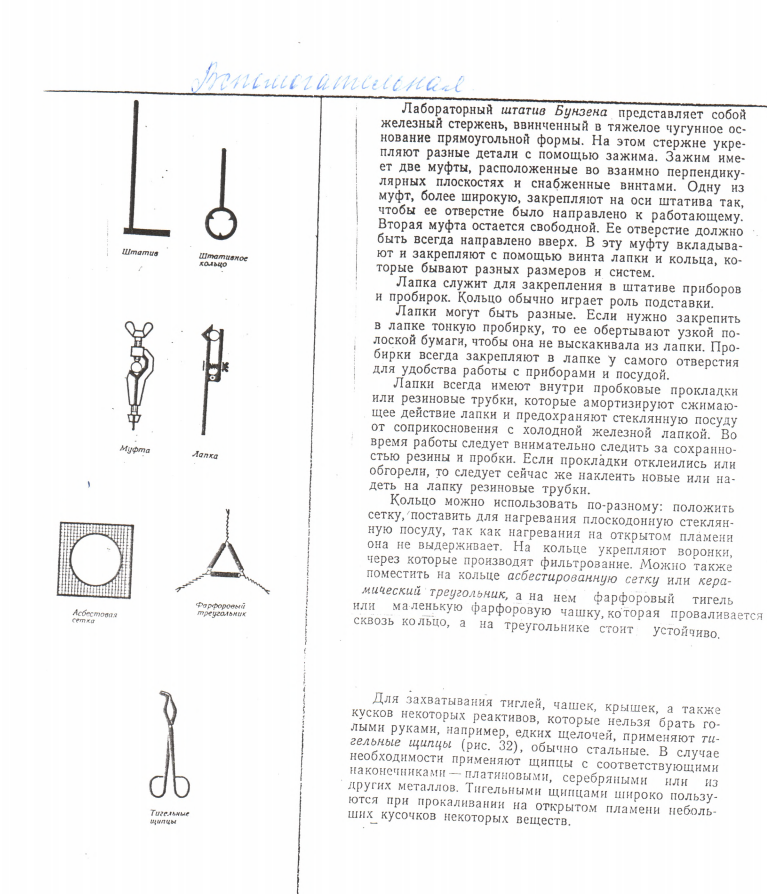 Вспомогательная
Штатив
Штативное
кольцо
Муфта
Лапка
Асбестовая
сетка
Фарфоровый
треугольник
Тигельные
щипцы
Лабораторный штатив Бунзена представляет собой
железный стержень, ввинченный в тяжелое чугунное ос-
нование прямоугольной формы. На этом стержне укре-
пляют разные детали с помощью зажима. Зажим име-
ет две муфты, расположенные во взаимно перпендику-
лярных плоскостях и снабженные винтами. Одну из
муфт, более широкую, закрепляют на оси штатива так,
чтобы ее отверстие было направлено к работающему.
Вторая муфта остается свободной. Ее отверстие должно
быть всегда направлено вверх. В эту муфту вкладыва-
ют и закрепляют с помощью винта лапки и кольца, ко-
торые бывают разных размеров и систем.
Лапка служит для закрепления в штативе приборов
и пробирок. Кольцо обычно играет роль подставки.
Лапки могут быть разные. Если нужно закрепить
в лапке тонкую пробирку, то ее обертывают узкой по-
лоской бумаги, чтобы она не выскакивала из лапки. Про-
бирки всегда закрепляют в лапке у самого отверстия
для удобства работы с приборами и посудой.
Лапки всегда имеют внутри пробковые прокладки
или резиновые трубки, которые амортизируют сжимаю-
щее действие лапки и предохраняют стеклянную посуду
от соприкосновения с холодной железной лапкой. Во
время работы следует внимательно следить за сохранно-
стью резины и пробки. Если прокладки отклеились или
обгорели, то следует сейчас же наклеить новые или на-
деть на лапку резиновые трубки.
Кольцо можно использовать по-разному: положить
сетку, поставить для нагревания плоскодонную стеклян-
ную посуду, так как нагревания на открытом пламени
она не выдерживает. На кольце укрепляют воронки,
через которые производят фильтрование. Можно также
поместить на кольце асбестированную сетку или кера-
мический треугольник, а на нем фарфоровый тигель
или маленькую фарфоровую чашку, которая проваливается
сквозь кольцо, а на треугольнике стоит устойчиво.
Для захватывания тиглей, чашек, крышек, а также
кусков некоторых реактивов, которые нельзя брать го-
лыми руками, например, едких щелочей, применяют ти-
гельные щипцы (рис. 32), обычно стальные. В случае
необходимости применяют щипцы с соответствующими
наконечниками — платиновыми, серебряными или из
других металлов. Тигельными щипцами широко пользу-
ются при прокаливании на открытом пламени неболь-
ших кусочков некоторых веществ.